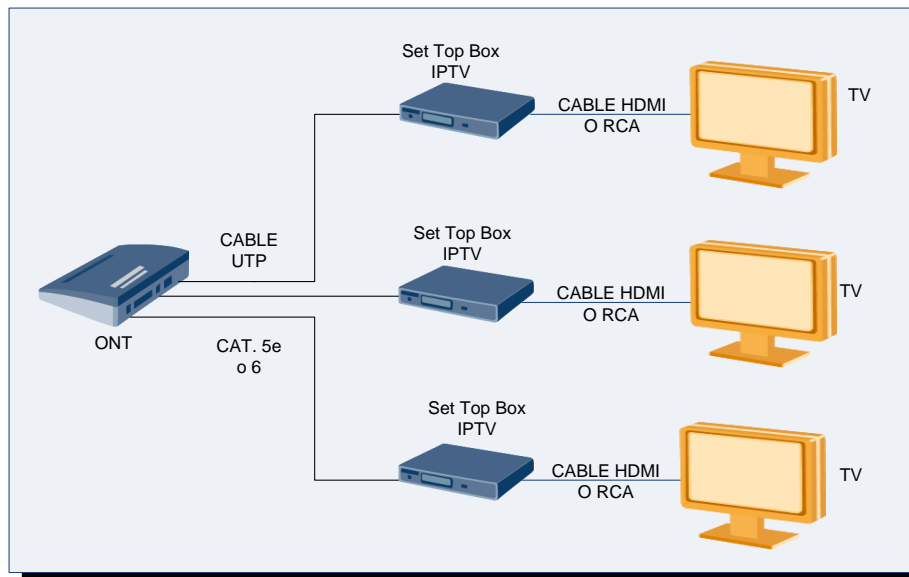 Set Top Box
IPTV
CABLE HDMI
O RCA
TV
CABLE
UTP
Set Top Box
IPTV
CABLE HDMI
O RCA
TV
ONT
CAT. 5e
o 6
Set Top Box
IPTV
CABLE HDMI
O RCA
TV